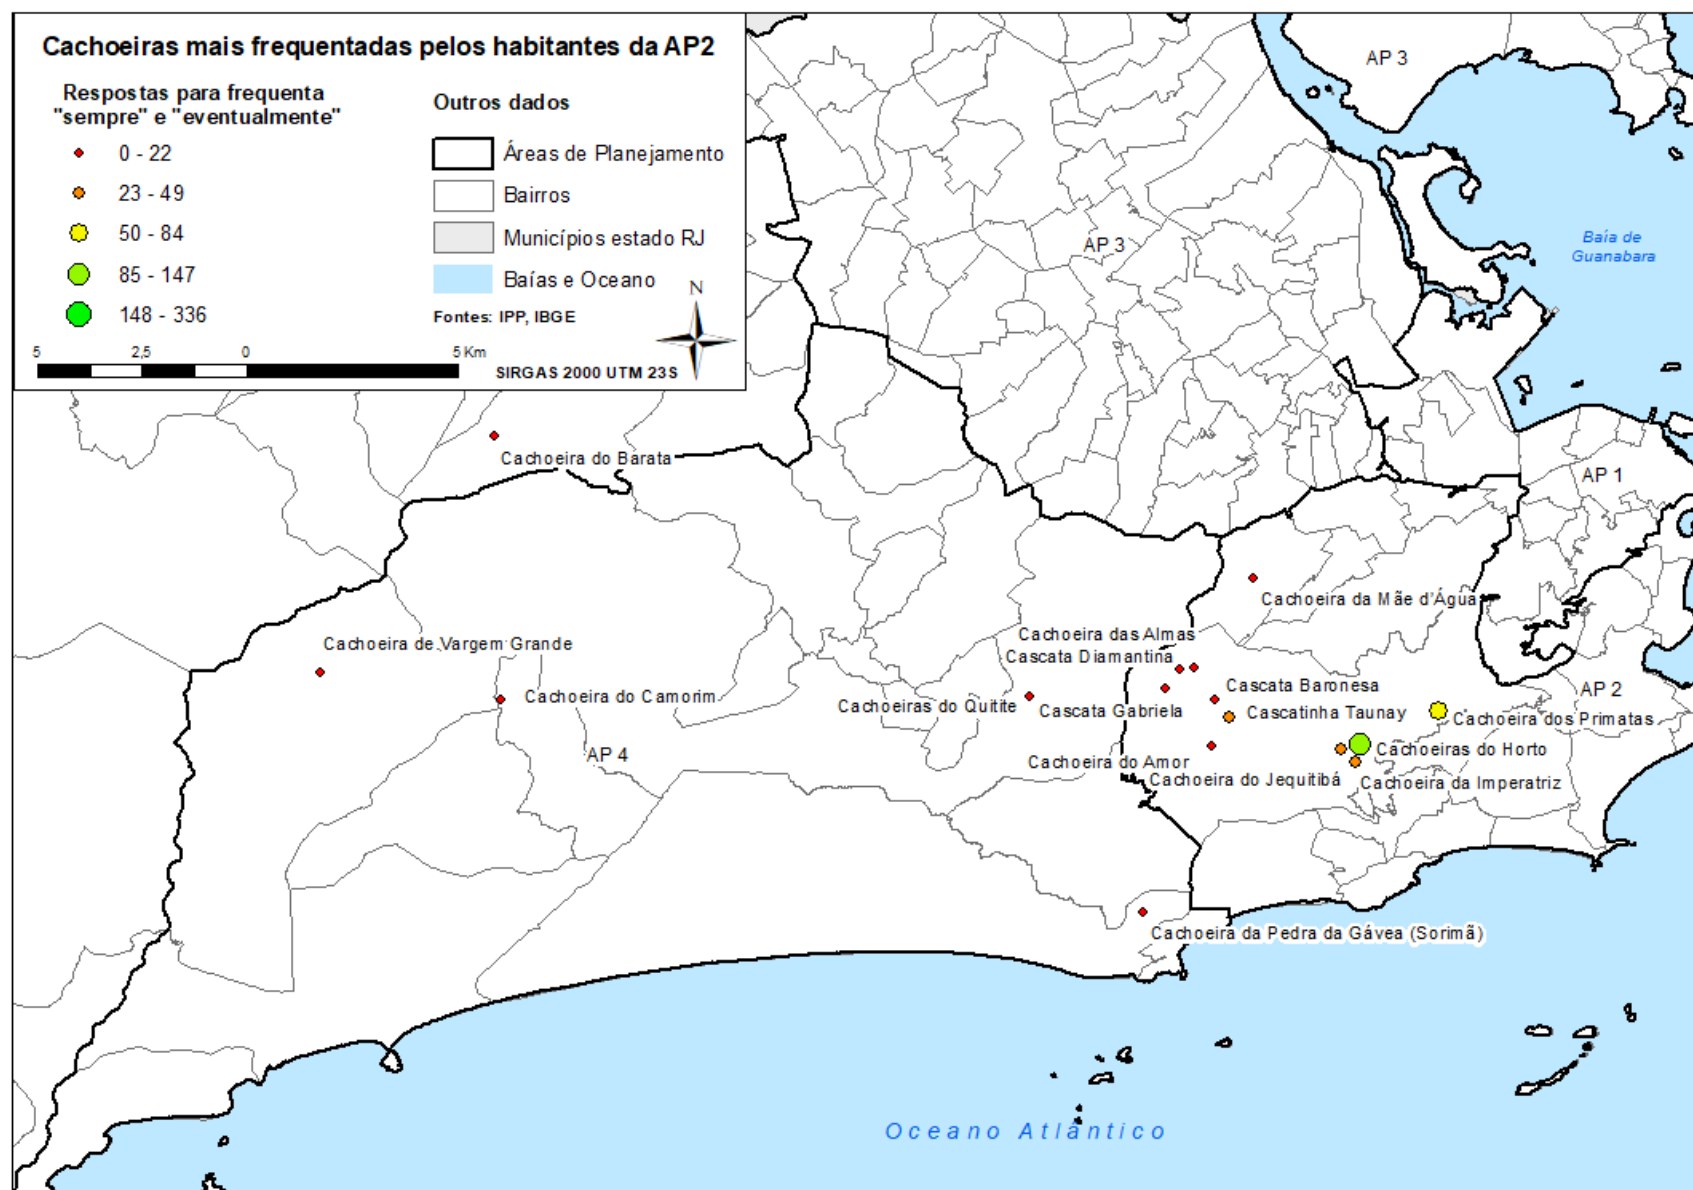 Cachoeiras mais frequentadas pelos habitantes da AP2
Respostas para frequenta
"sempre" e "eventualmente"
0 - 22
23 - 49
50 - 84
85 - 147
148 - 336
Outros dados
Áreas de Planejamento
Bairros
Municípios estado RJ
Baías e Oceano
Fontes: IPP, IBGE
N
5 2,5 0 5 Km
SIRGAS 2000 UTM 23S
AP 3
AP 3
Baía de
Guanabara
Cachoeira do Barata
AP 1
Cachoeira da Mãe d'Água
Cachoeira das Almas
Cachoeira de Vargem Grande
Cascata Diamantina
Cascata Baronesa
AP 2
Cachoeira do Camorim
Cachoeiras do Quitite
Cascata Gabriela
Cascatinha Taunay
Cachoeira dos Primatas
Cachoeiras do Horto
AP 4
Cachoeira do Amor
Cachoeira do Jequitibá
Cachoeira da Imperatriz
Cachoeira da Pedra da Gávea (Sorimã)
Oceano Atlântico